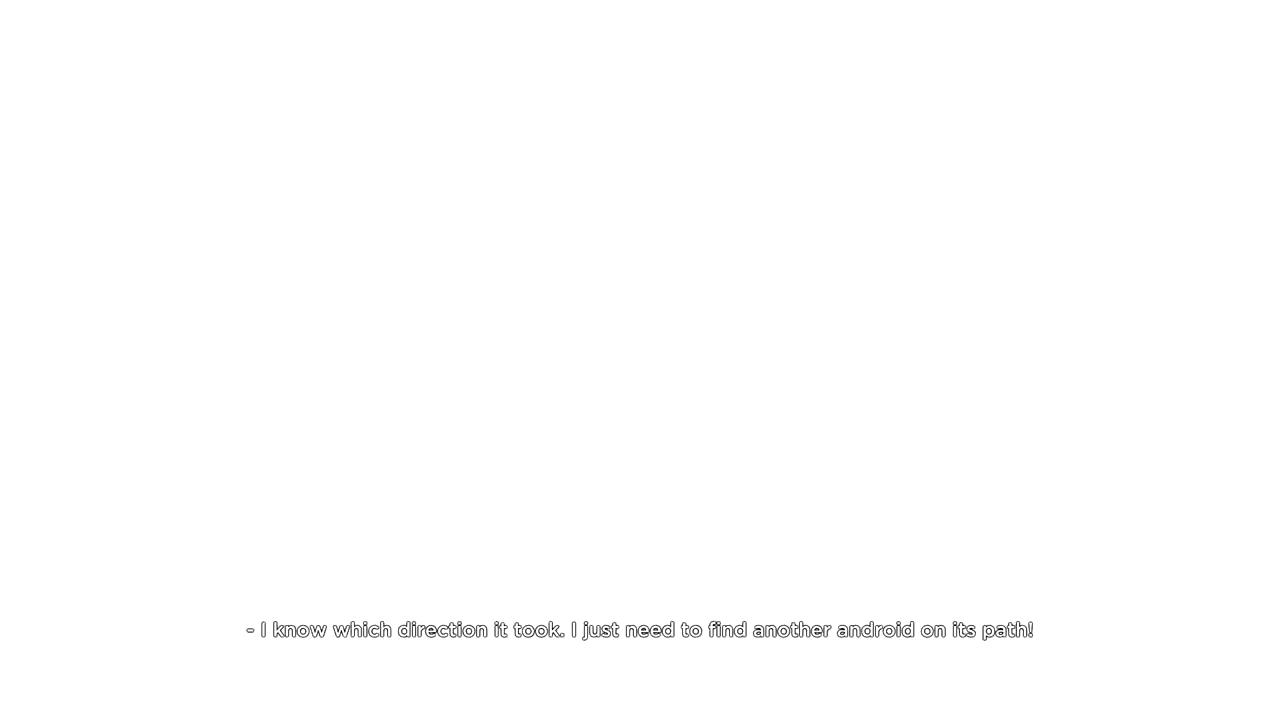 - I know which direction it took. I just need to find another android on its path!